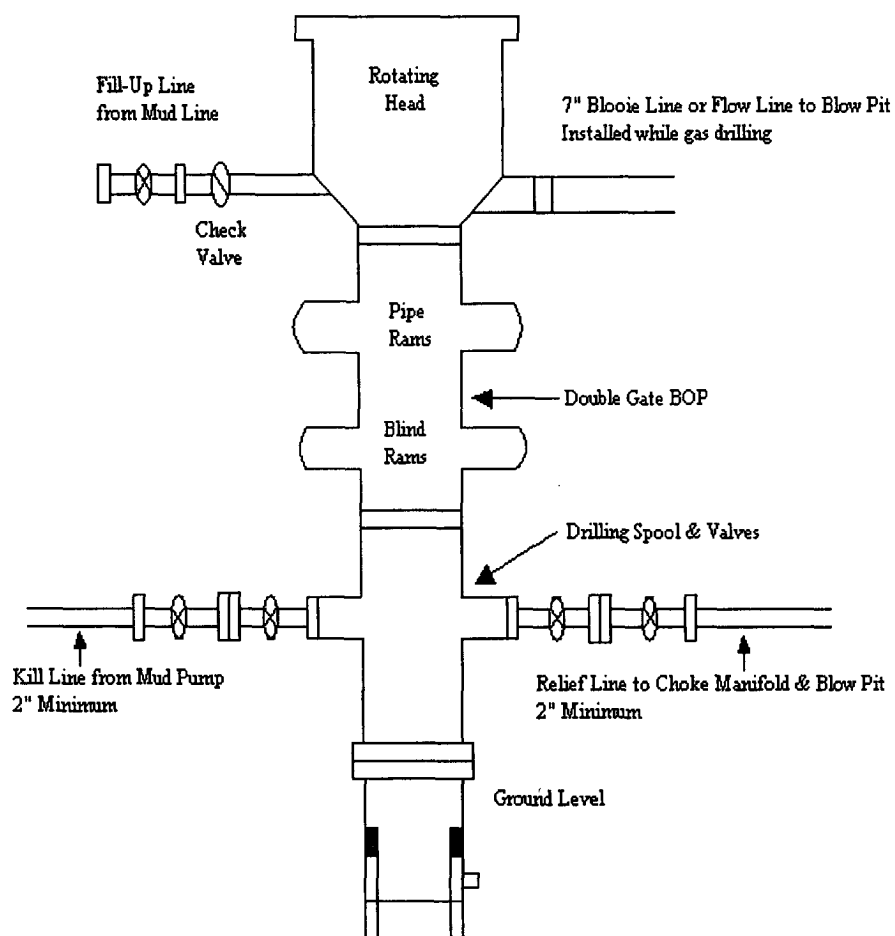 Rotating
Head
Fill-Up Line
from Mud Line
7" Blooie Line or Flow Line to Blow Pit
Installed while gas drilling
Check
Valve
Pipe
Rams
Double Gate BOP
Blind
Rams
Drilling Spool & Valves
Kill Line from Mud Pump
2" Minimum
Relief Line to Choke Manifold & Blow Pit
2" Minimum
Ground Level